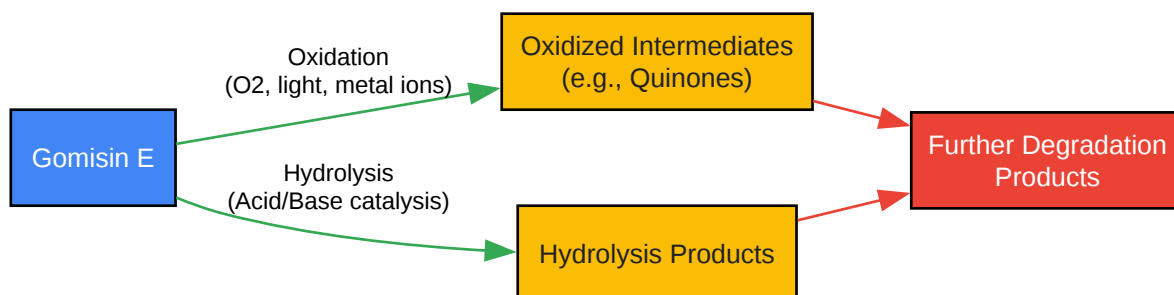 Gomisin E
Oxidation
(O2, light, metal ions)
Hydrolysis
(Acid/Base catalysis)
Oxidized Intermediates
(e.g., Quinones)
Hydrolysis Products
Further Degradation
Products